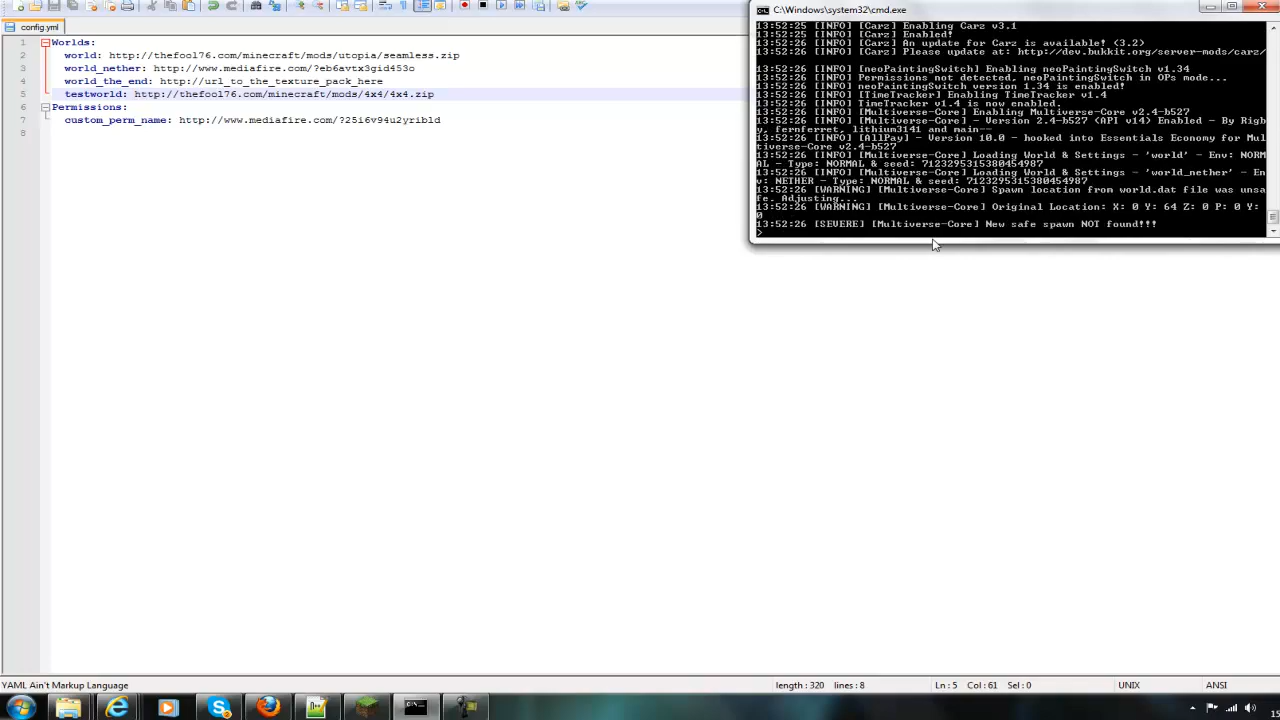 config.yml
1 Worlds:
2 world: http://thefool76.com/minecraft/mods/utopia/seamless.zip
3 world_nether: http://www.mediafire.com/?eb6avtx3gid453o
4 world_the_end: http://url_to_the_texture_pack_here
5 testworld: http://thefool76.com/minecraft/mods/4x4/4x4.zip
6 Permissions:
7 custom_perm_name: http://www.mediafire.com/?25i6v94u2yribld
8
C:\Windows\system32\cmd.exe
13:52:25 [INFO] [Carz] Enabling Carz v3.1
13:52:26 [INFO] [Carz] Enabled!
13:52:26 [INFO] [Carz] An update for Carz is available! (3.2)
13:52:26 [INFO] [Carz] Please update at: http://dev.bukkit.org/server-mods/carz/
13:52:26 [INFO] [neoPaintingSwitch] Enabling neoPaintingSwitch v1.34
13:52:26 [INFO] Permissions not detected, neoPaintingSwitch in OPs mode...
13:52:26 [INFO] neoPaintingSwitch version 1.34 is enabled!
13:52:26 [INFO] [TimeTracker] Enabling TimeTracker v1.4
13:52:26 [INFO] TimeTracker v1.4 is now enabled.
13:52:26 [INFO] [Multiverse-Core] Enabling Multiverse-Core v2.4-b527
13:52:26 [INFO] [Multiverse-Core] - Version 2.4-b527 (API v14) Enabled - By Rigb
y, fernferret, lithium3141 and main--
13:52:26 [INFO] [AllPay] - Version 10.0 - hooked into Essentials Economy for Mul
tiverse-Core v2.4-b527
13:52:26 [INFO] [Multiverse-Core] Loading World & Settings - 'world' - Env: NORM
AL - Type: NORMAL & seed: 7123295315380454987
13:52:26 [INFO] [Multiverse-Core] Loading World & Settings - 'world_nether' - En
v: NETHER - Type: NORMAL & seed: 7123295315380454987
13:52:26 [WARNING] [Multiverse-Core] Spawn location from world.dat file was unsa
fe. Adjusting...
13:52:26 [WARNING] [Multiverse-Core] Original Location: X: 0 Y: 64 Z: 0 P: 0 Y:
0
13:52:26 [SEVERE] [Multiverse-Core] New safe spawn NOT found!!!
>
YAML Ain't Markup Language
length : 320 lines : 8
Ln : 5 Col : 61 Sel : 0
UNIX
ANSI